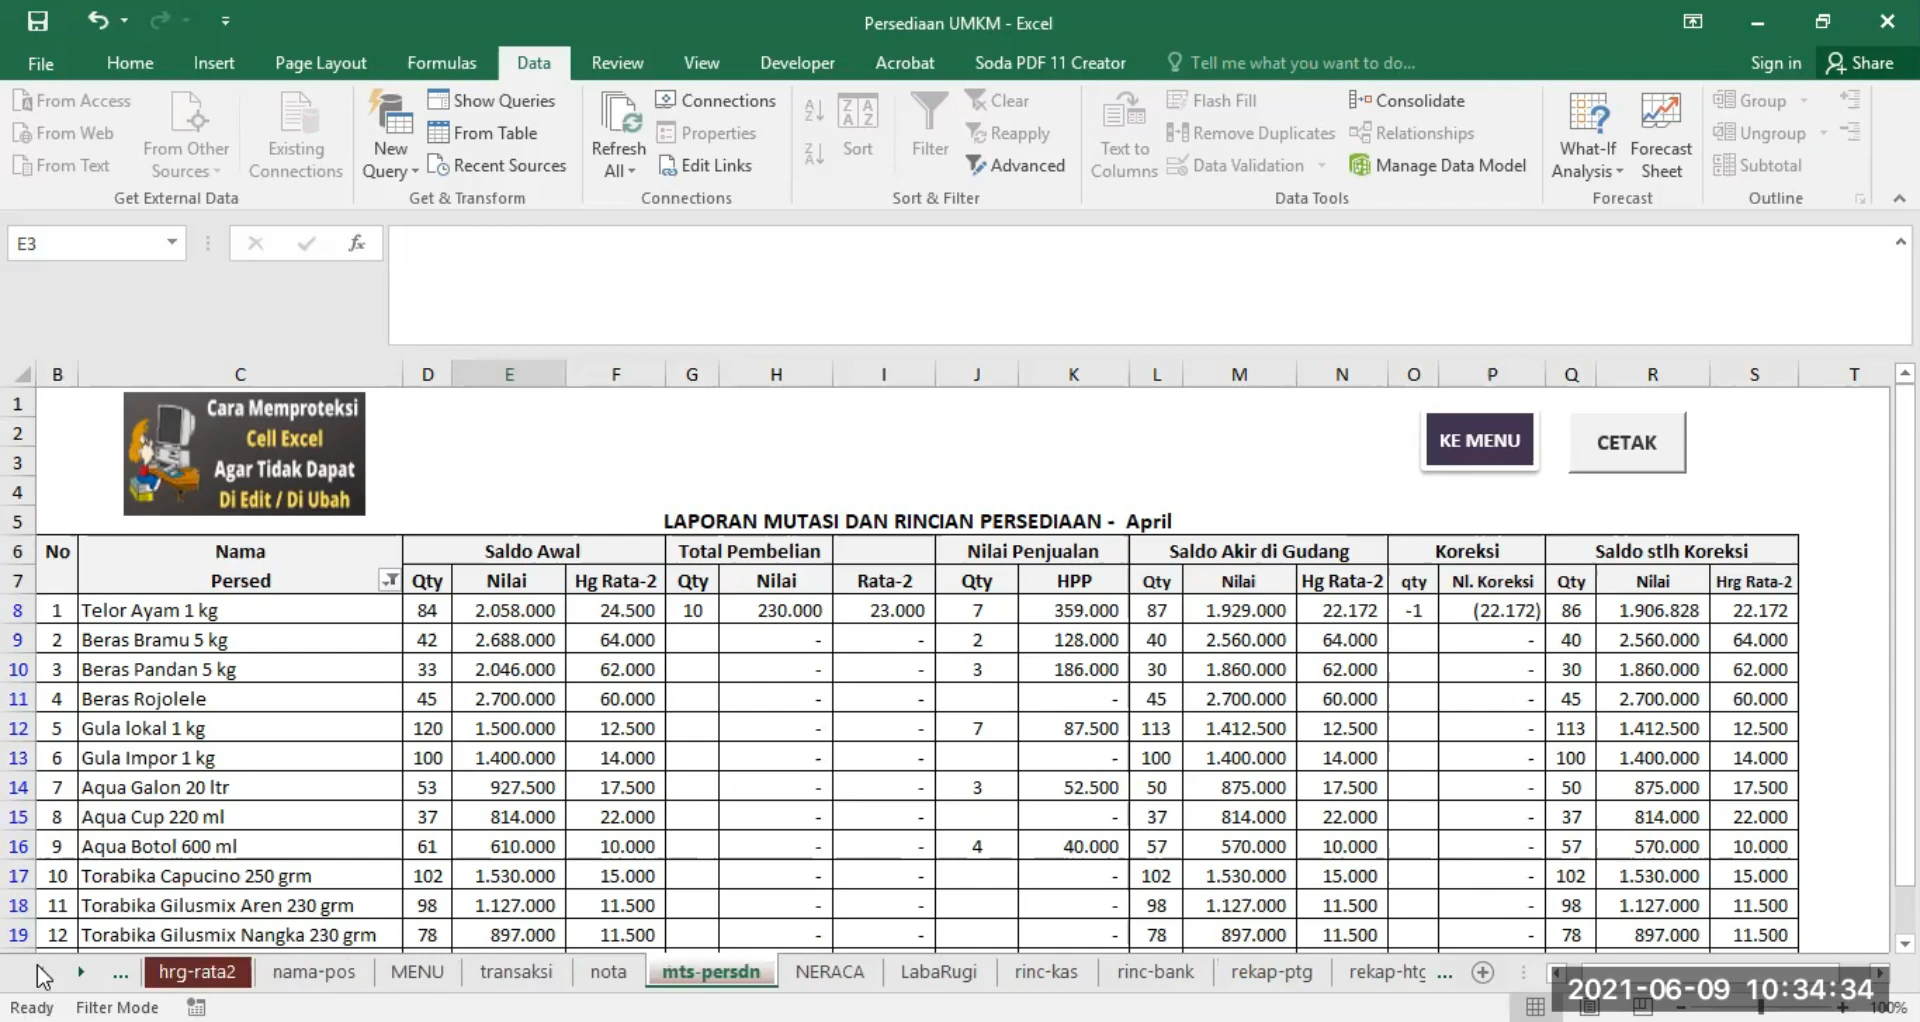 Persediaan UMKM - Excel
File Home Insert Page Layout Formulas Data Review View Developer Acrobat Soda PDF 11 Creator Tell me what you want to do... Sign in Share
From Access
From Web
From Text
From Other Sources
Existing Connections
Get External Data
New Query
Show Queries
From Table
Recent Sources
Get & Transform
Refresh All
Connections
Properties
Edit Links
Connections
Sort
Filter
Clear
Reapply
Advanced
Sort & Filter
Text to Columns
Flash Fill
Remove Duplicates
Data Validation
Consolidate
Relationships
Manage Data Model
Data Tools
What-If Analysis
Forecast Sheet
Forecast
Group
Ungroup
Subtotal
Outline
E3 fx
B C D E F G H I J K L M N O P Q R S T
1
2
3
4
5
Cara Memproteksi
Cell Excel
Agar Tidak Dapat
Di Edit / Di Ubah
KE MENU
CETAK
LAPORAN MUTASI DAN RINCIAN PERSEDIAAN - April
6 No Nama Saldo Awal Total Pembelian Nilai Penjualan Saldo Akir di Gudang Koreksi Saldo stlh Koreksi
7 Persed Qty Nilai Hg Rata-2 Qty Nilai Rata-2 Qty HPP Qty Nilai Hg Rata-2 qty Nl. Koreksi Qty Nilai Hrg Rata-2
8 1 Telor Ayam 1 kg 84 2.058.000 24.500 10 230.000 23.000 7 359.000 87 1.929.000 22.172 -1 (22.172) 86 1.906.828 22.172
9 2 Beras Bramu 5 kg 42 2.688.000 64.000 - - 2 128.000 40 2.560.000 64.000 - 40 2.560.000 64.000
10 3 Beras Pandan 5 kg 33 2.046.000 62.000 - - 3 186.000 30 1.860.000 62.000 - 30 1.860.000 62.000
11 4 Beras Rojolele 45 2.700.000 60.000 - - - 45 2.700.000 60.000 - 45 2.700.000 60.000
12 5 Gula lokal 1 kg 120 1.500.000 12.500 - - 7 87.500 113 1.412.500 12.500 - 113 1.412.500 12.500
13 6 Gula Impor 1 kg 100 1.400.000 14.000 - - - 100 1.400.000 14.000 - 100 1.400.000 14.000
14 7 Aqua Galon 20 ltr 53 927.500 17.500 - - 3 52.500 50 875.000 17.500 - 50 875.000 17.500
15 8 Aqua Cup 220 ml 37 814.000 22.000 - - - 37 814.000 22.000 - 37 814.000 22.000
16 9 Aqua Botol 600 ml 61 610.000 10.000 - - 4 40.000 57 570.000 10.000 - 57 570.000 10.000
17 10 Torabika Capucino 250 grm 102 1.530.000 15.000 - - - 102 1.530.000 15.000 - 102 1.530.000 15.000
18 11 Torabika Gilusmix Aren 230 grm 98 1.127.000 11.500 - - - 98 1.127.000 11.500 - 98 1.127.000 11.500
19 12 Torabika Gilusmix Nangka 230 grm 78 897.000 11.500 - - - 78 897.000 11.500 - 78 897.000 11.500
... hrg-rata2 nama-pos MENU transaksi nota mts-persdn NERACA LabaRugi rinc-kas rinc-bank rekap-ptg rekap-htg ...
2021-06-09 10:34:34
Ready Filter Mode 100%